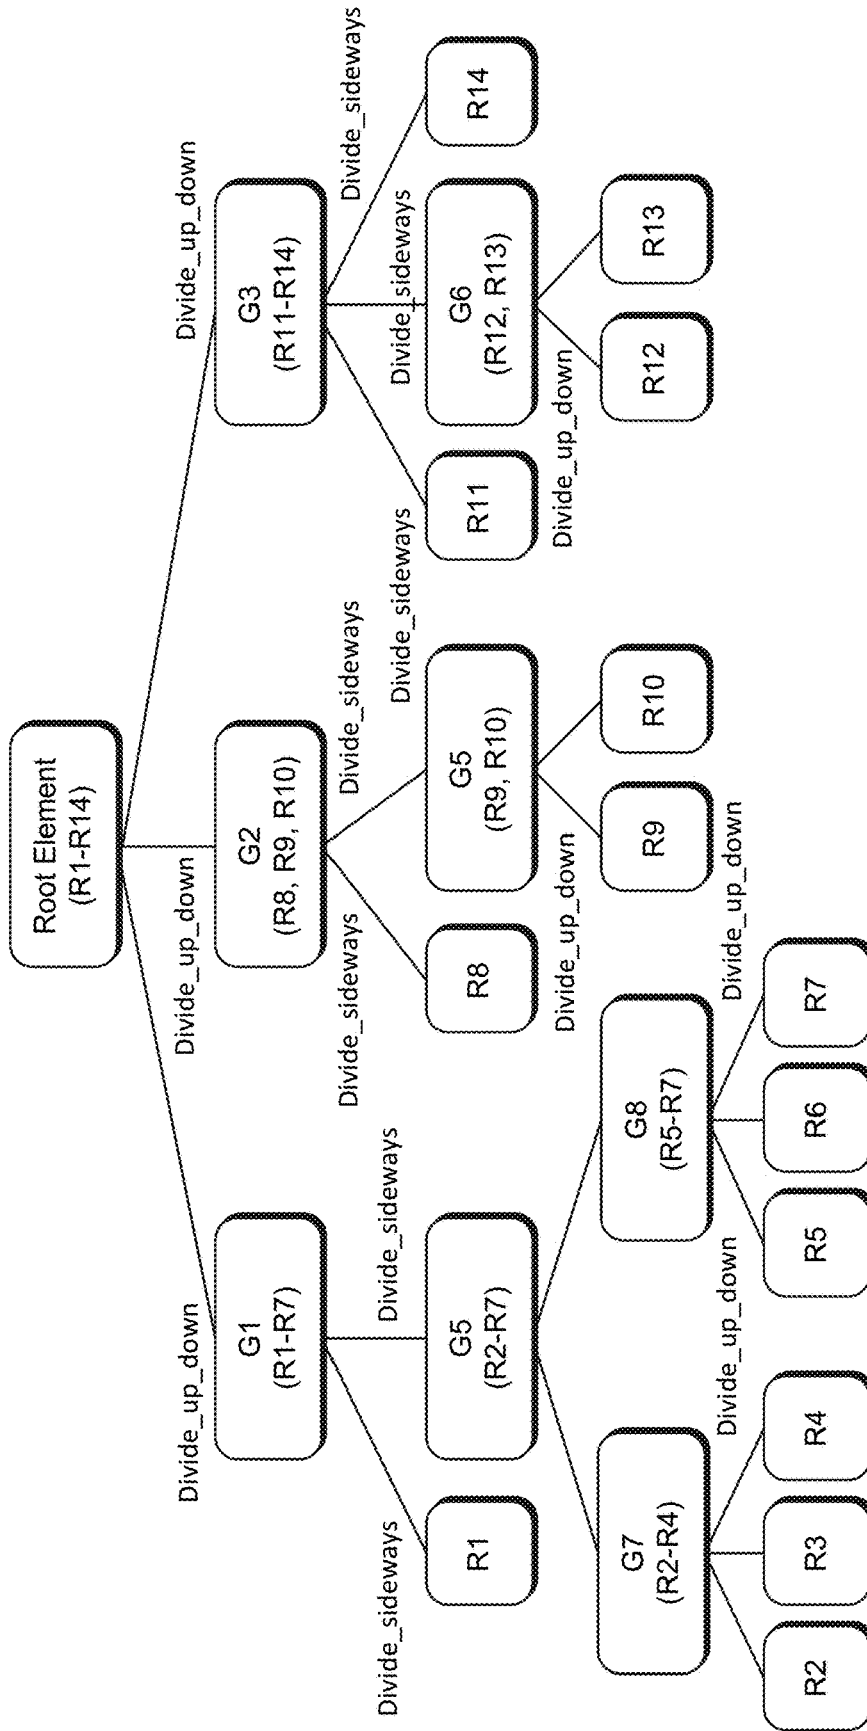 Root Element
(R1-R14)
Divide_up_down
Divide_up_down
Divide_up_down
G1
(R1-R7)
G2
(R8, R9, R10)
G3
(R11-R14)
Divide_sideways
Divide_sideways
Divide_sideways
Divide_sideways
Divide_sideways
Divide_sideways
Divide_sideways
R1
G5
(R2-R7)
R8
G5
(R9, R10)
R11
G6
(R12, R13)
R14
Divide_up_down
Divide_up_down
G7
(R2-R4)
G8
(R5-R7)
R9
R10
R12
R13
Divide_up_down
Divide_up_down
R2
R3
R4
R5
R6
R7